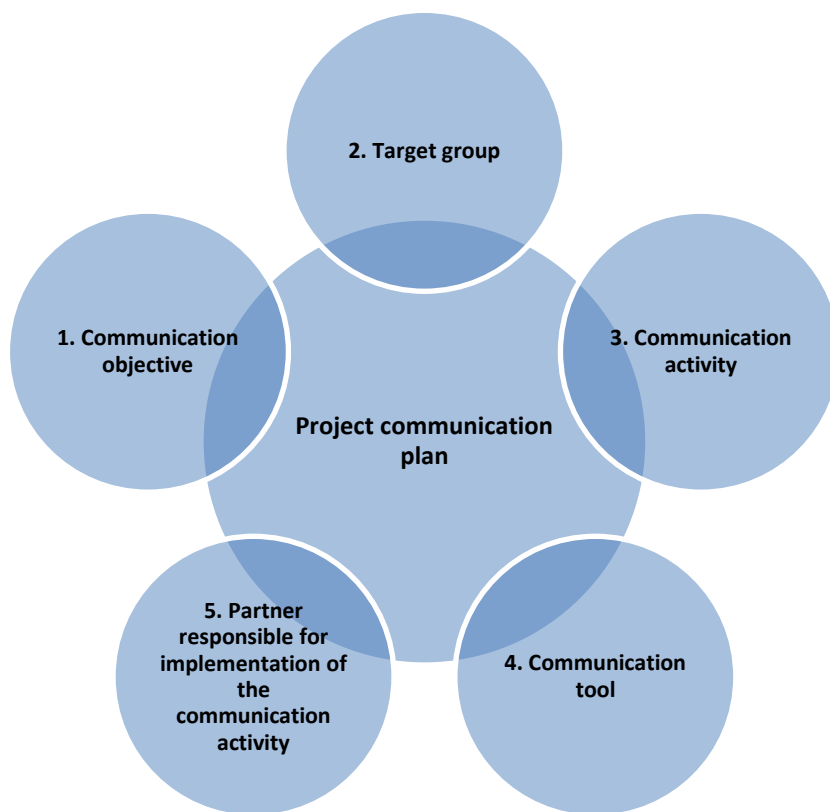 2. Target group
1. Communication
objective
3. Communication
activity
Project communication
plan
5. Partner
responsible for
implementation of
the
communication
activity
4. Communication
tool